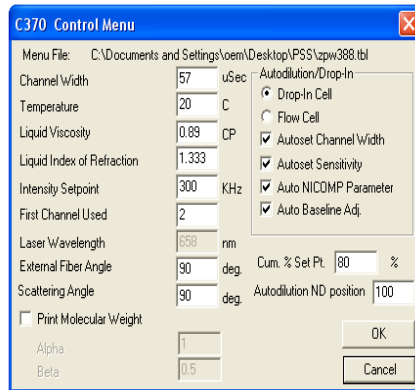 C370 Control Menu
Menu File: C:\Documents and Settings\oem\Desktop\PSS\zpw388.tbl
Channel Width 57 uSec
Temperature 20 C
Liquid Viscosity 0.89 CP
Liquid Index of Refraction 1.333
Intensity Setpoint 300 KHz
First Channel Used 2
Laser Wavelength 658 nm
External Fiber Angle 90 deg.
Scattering Angle 90 deg.
Print Molecular Weight
Alpha 1
Beta 0.5
Autodilution/Drop-In
Drop-In Cell
Flow Cell
Autoset Channel Width
Autoset Sensitivity
Auto NICOMP Parameter
Auto Baseline Adj.
Cum. % Set Pt. 80 %
Autodilution ND position 100
OK
Cancel